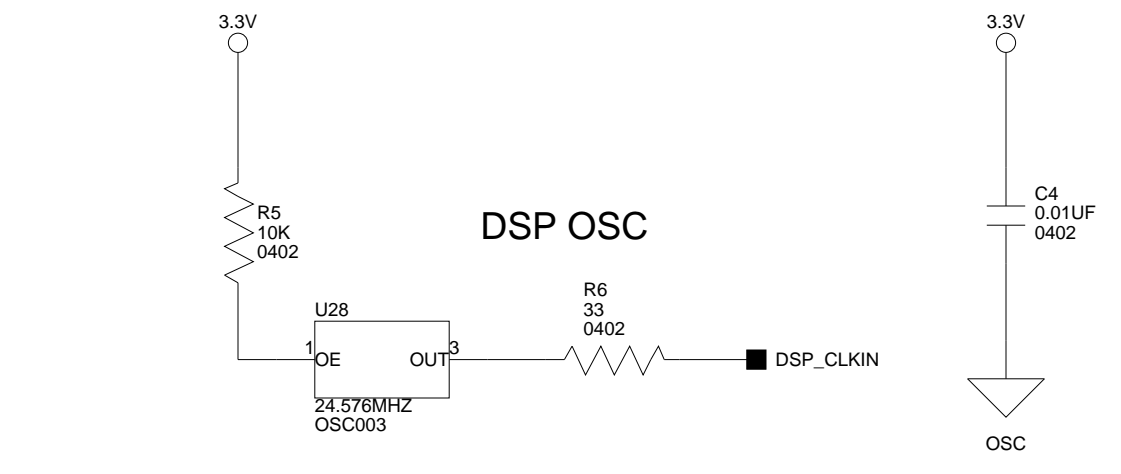 3.3V
3.3V
R5
10K
0402
DSP OSC
C4
0.01UF
0402
R6
33
0402
U28
1
OE
OUT
3
DSP_CLKIN
24.576MHZ
OSC003
OSC